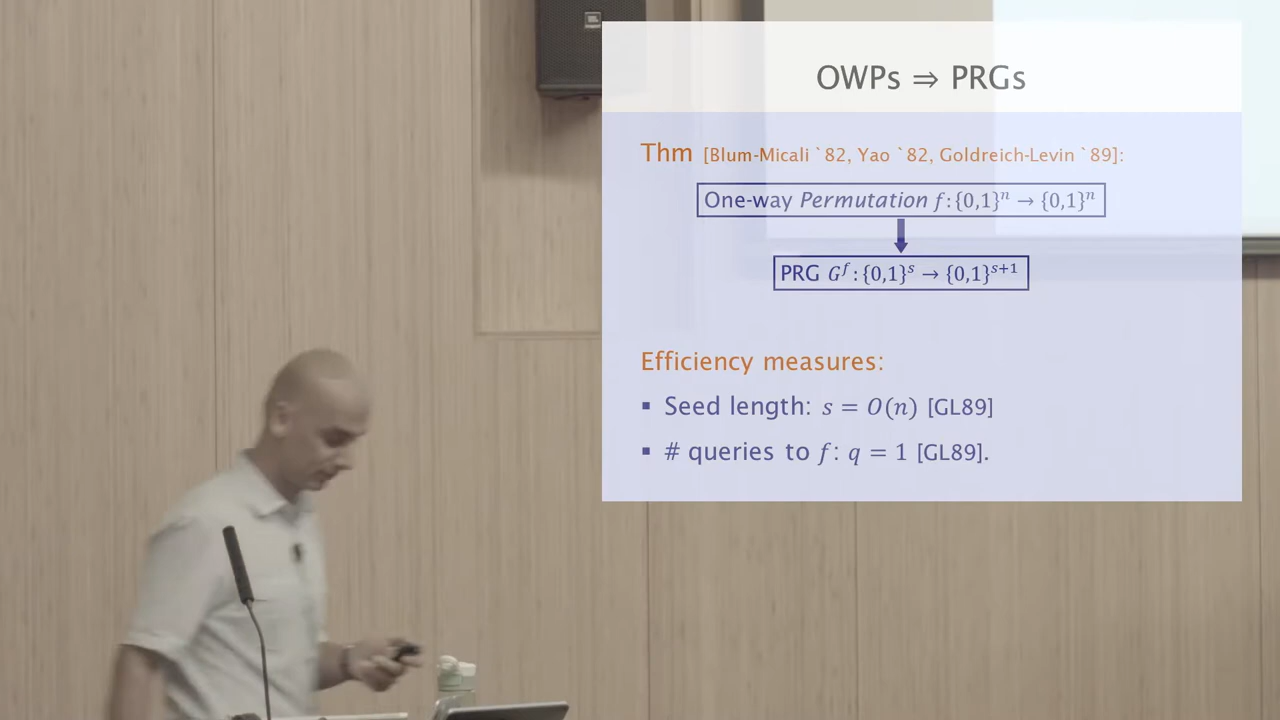 OWPs ⇒ PRGs
Thm [Blum-Micali `82, Yao `82, Goldreich-Levin `89]:
One-way Permutation f:{0,1}ⁿ → {0,1}ⁿ
PRG Gᶠ:{0,1}ˢ → {0,1}ˢ⁺¹
Efficiency measures:
▪ Seed length: s = O(n) [GL89]
▪ # queries to f: q = 1 [GL89].